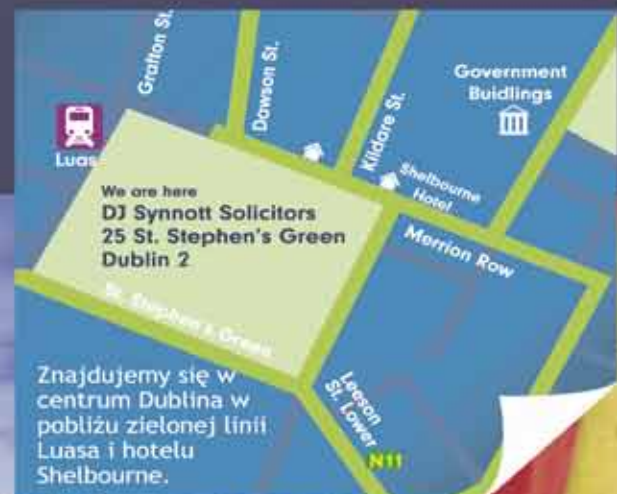 Grafton St.
Dawson St.
Kildare St.
Government
Buidlings
Luas
Shelbourne
Hotel
We are here
DJ Synnott Solicitors
25 St. Stephen's Green
Dublin 2
Merrion Row
St. Stephen's Green
Leeson
St. Lower
N11
Znajdujemy się w
centrum Dublina w
pobliżu zielonej linii
Luasa i hotelu
Shelbourne.